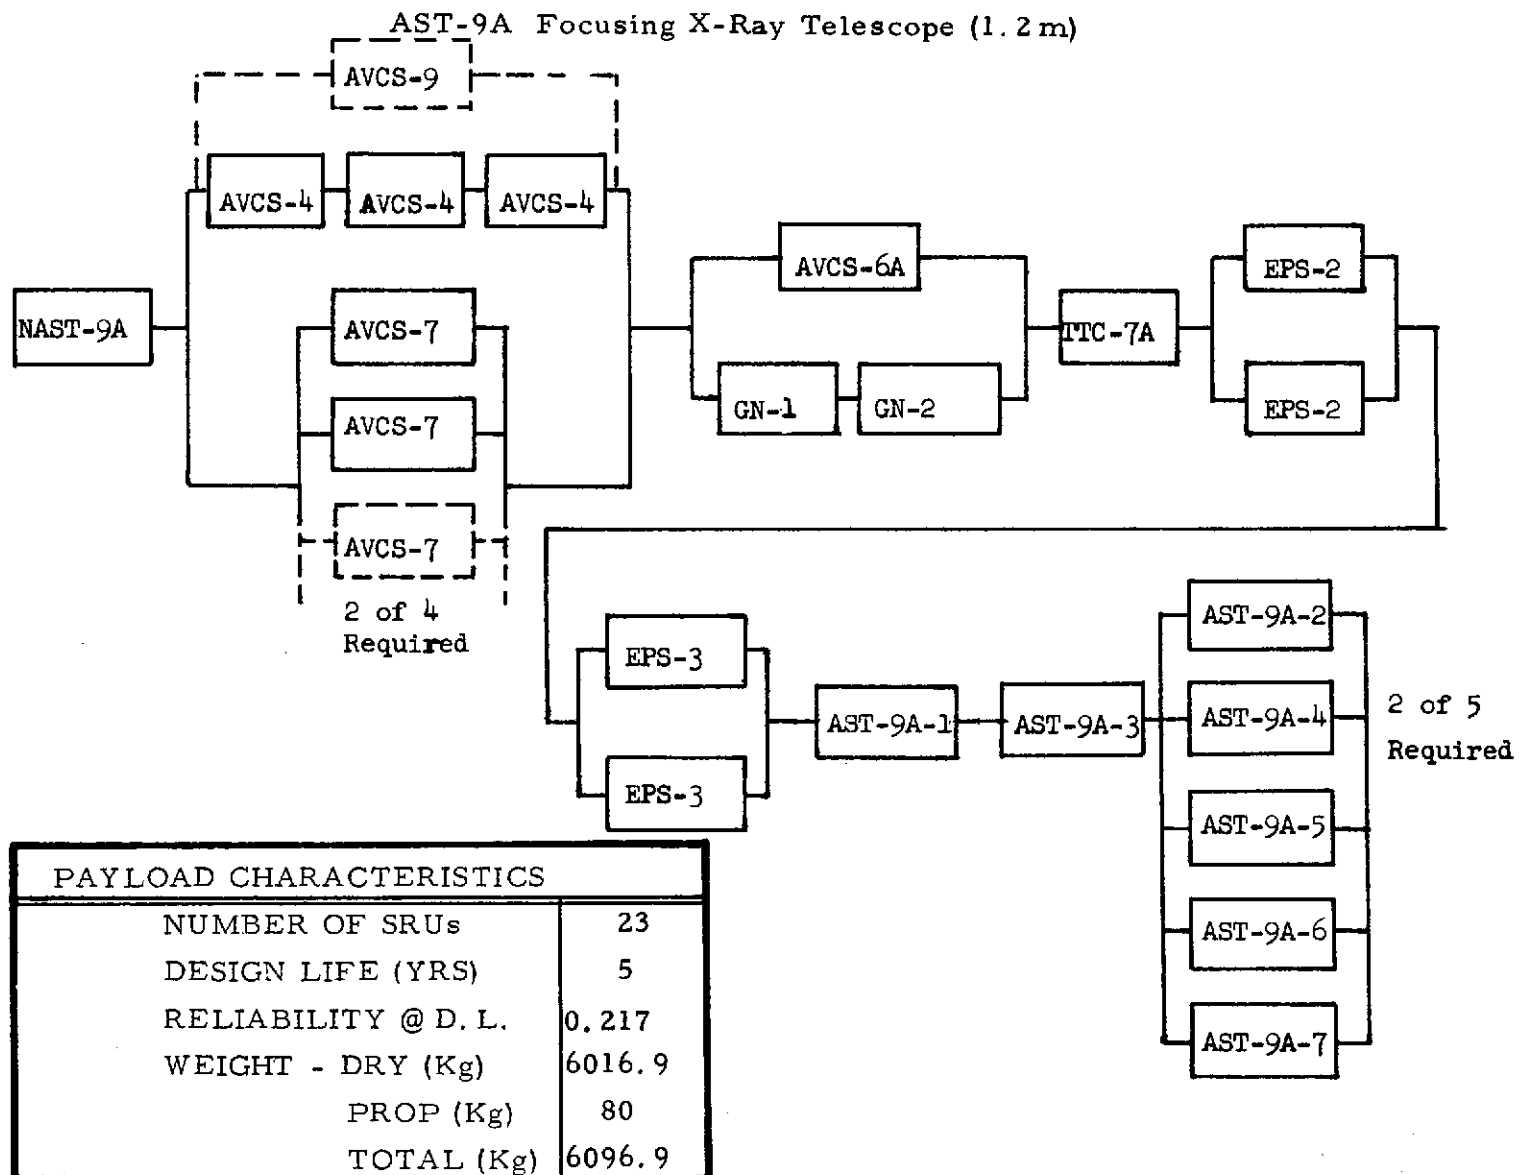 AST-9A Focusing X-Ray Telescope (1.2m)
AVCS-9
AVCS-4
AVCS-4
AVCS-4
NAST-9A
AVCS-7
AVCS-7
AVCS-7
2 of 4
Required
AVCS-6A
GN-1
GN-2
TTC-7A
EPS-2
EPS-2
EPS-3
EPS-3
AST-9A-1
AST-9A-3
AST-9A-2
AST-9A-4
AST-9A-5
AST-9A-6
AST-9A-7
2 of 5
Required
PAYLOAD CHARACTERISTICS
NUMBER OF SRUs 23
DESIGN LIFE (YRS) 5
RELIABILITY @ D. L. 0.217
WEIGHT - DRY (Kg) 6016.9
PROP (Kg) 80
TOTAL (Kg) 6096.9